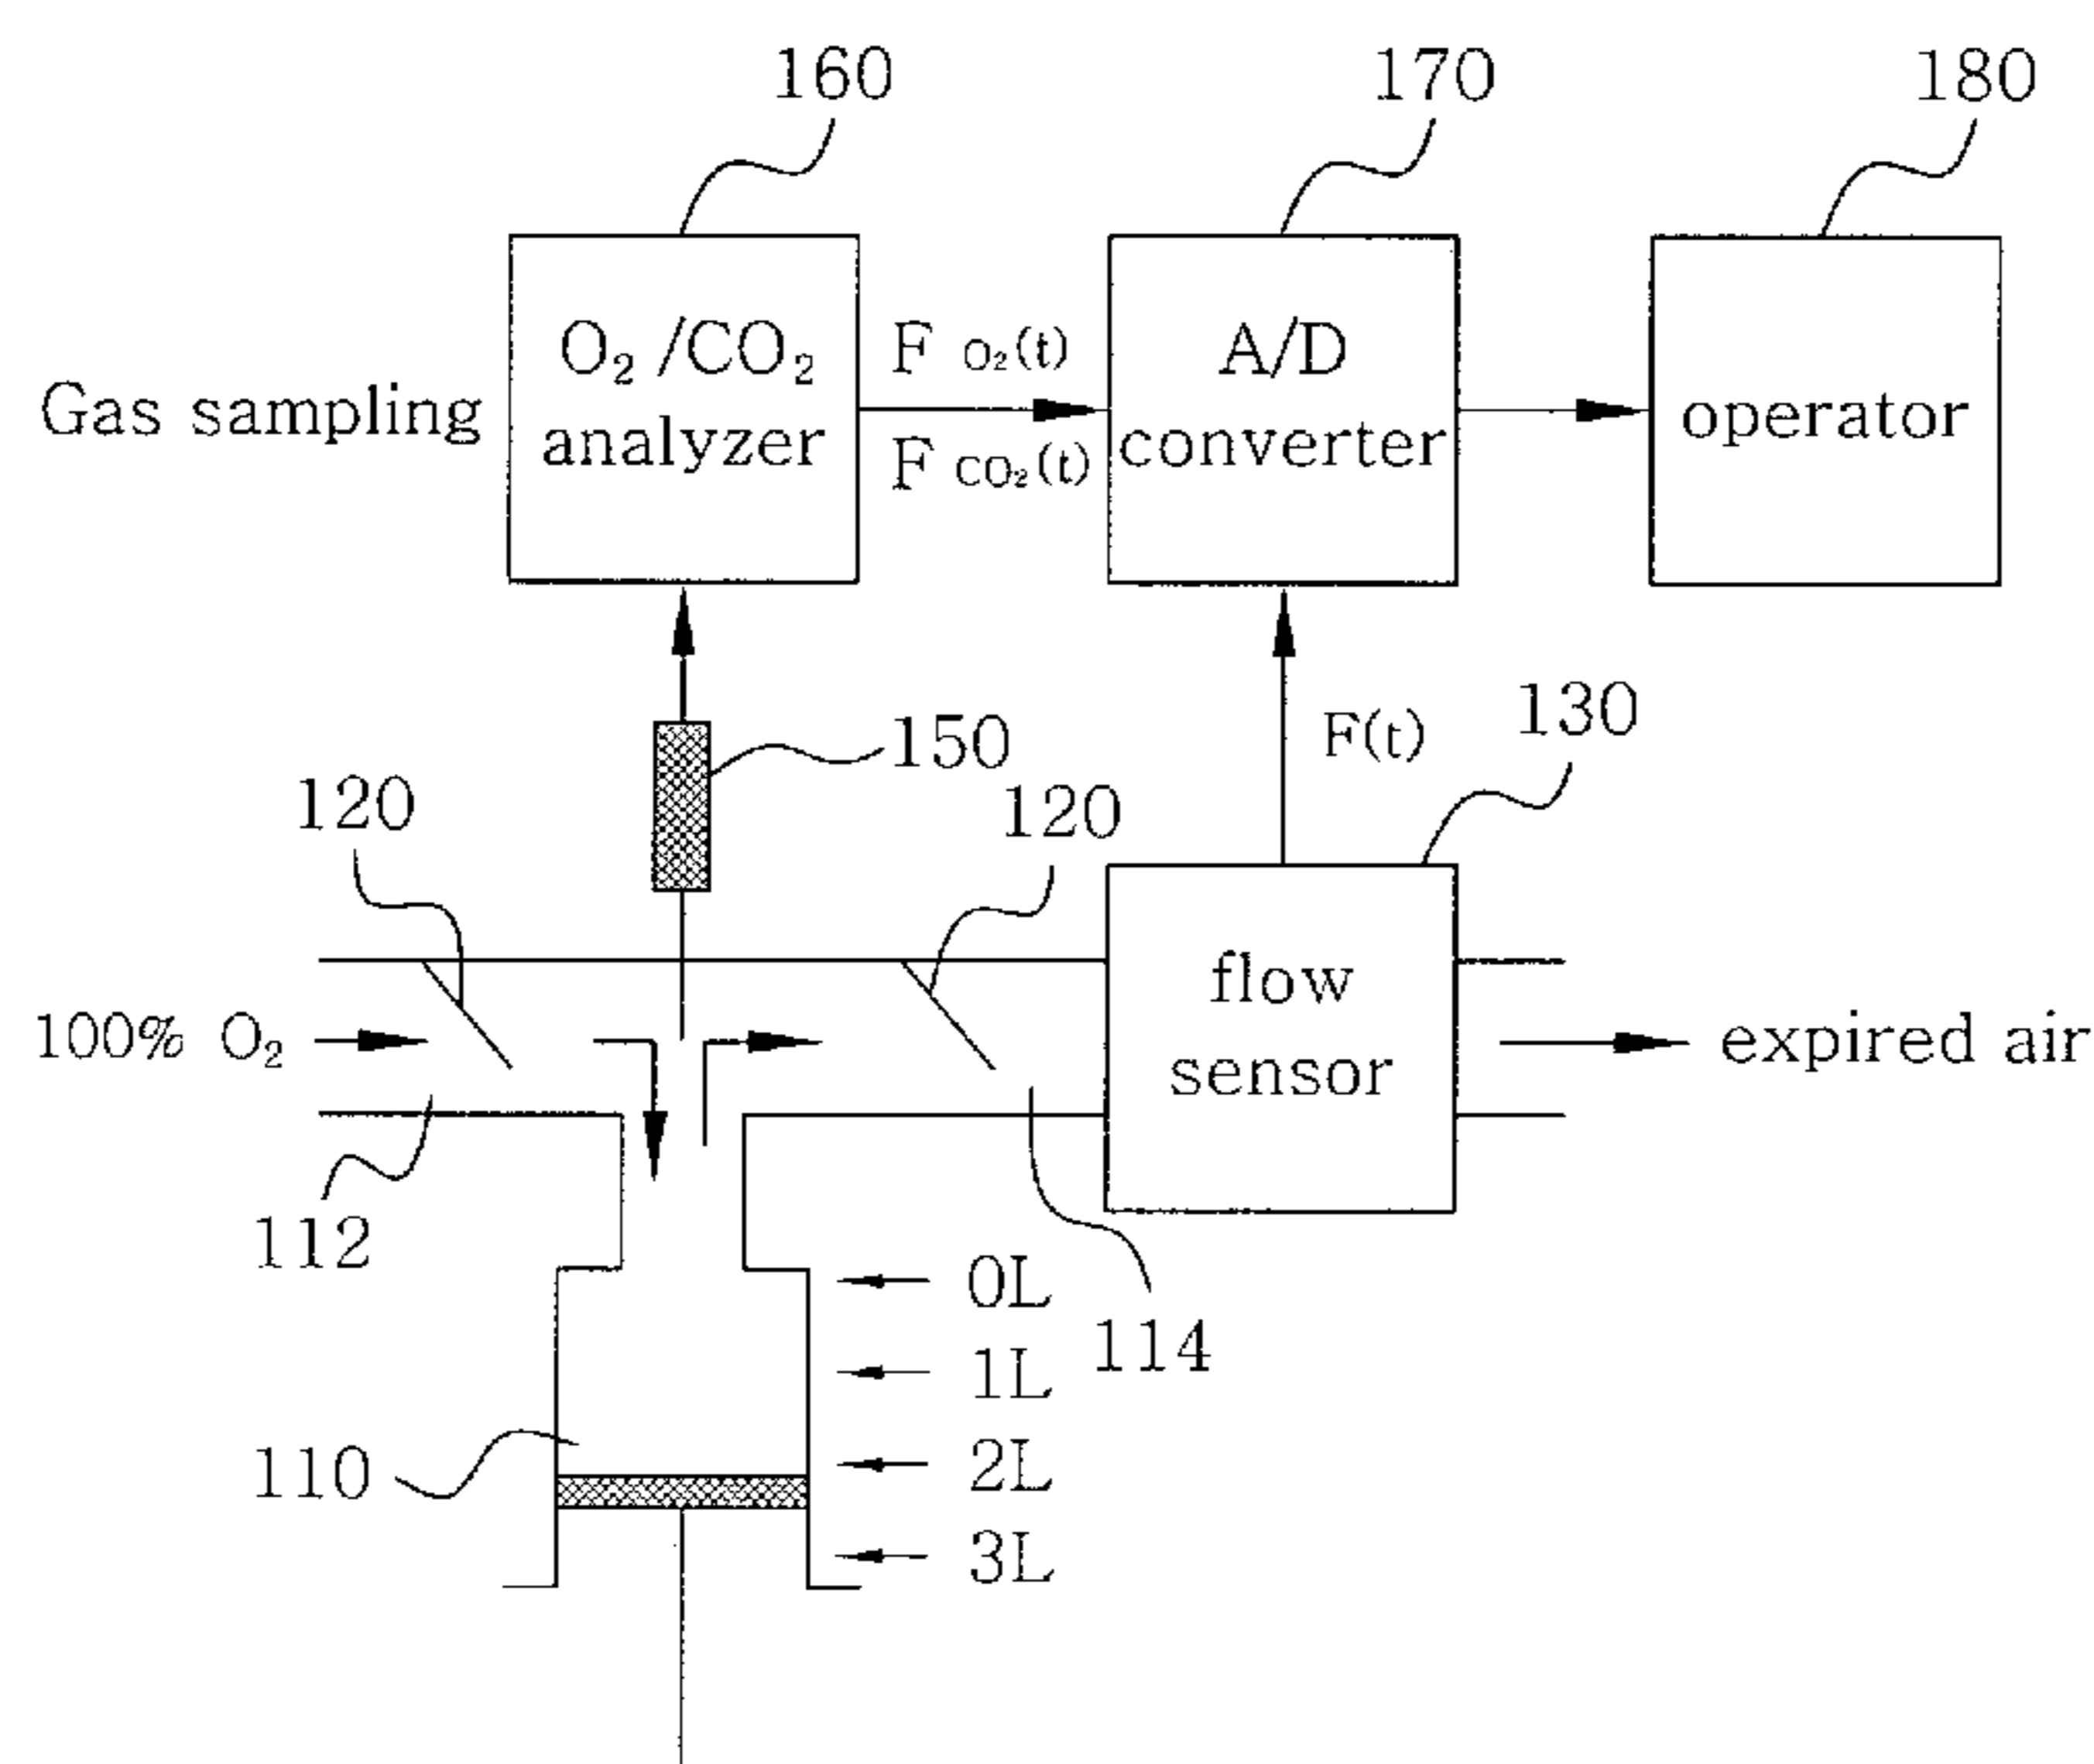 160
170
180
Gas sampling
O₂ /CO₂
analyzer
F O₂(t)
F CO₂(t)
A/D
converter
operator
150
F(t)
130
120
120
100% O₂
flow
sensor
expired air
112
114
0L
1L
2L
3L
110